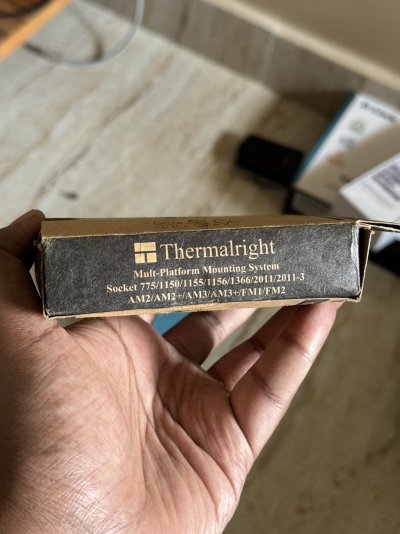 Thermalright
Mult-Platform Mounting System
Socket 775/1150/1155/1156/1366/2011/2011-3
AM2/AM2+/AM3/AM3+/FM1/FM2